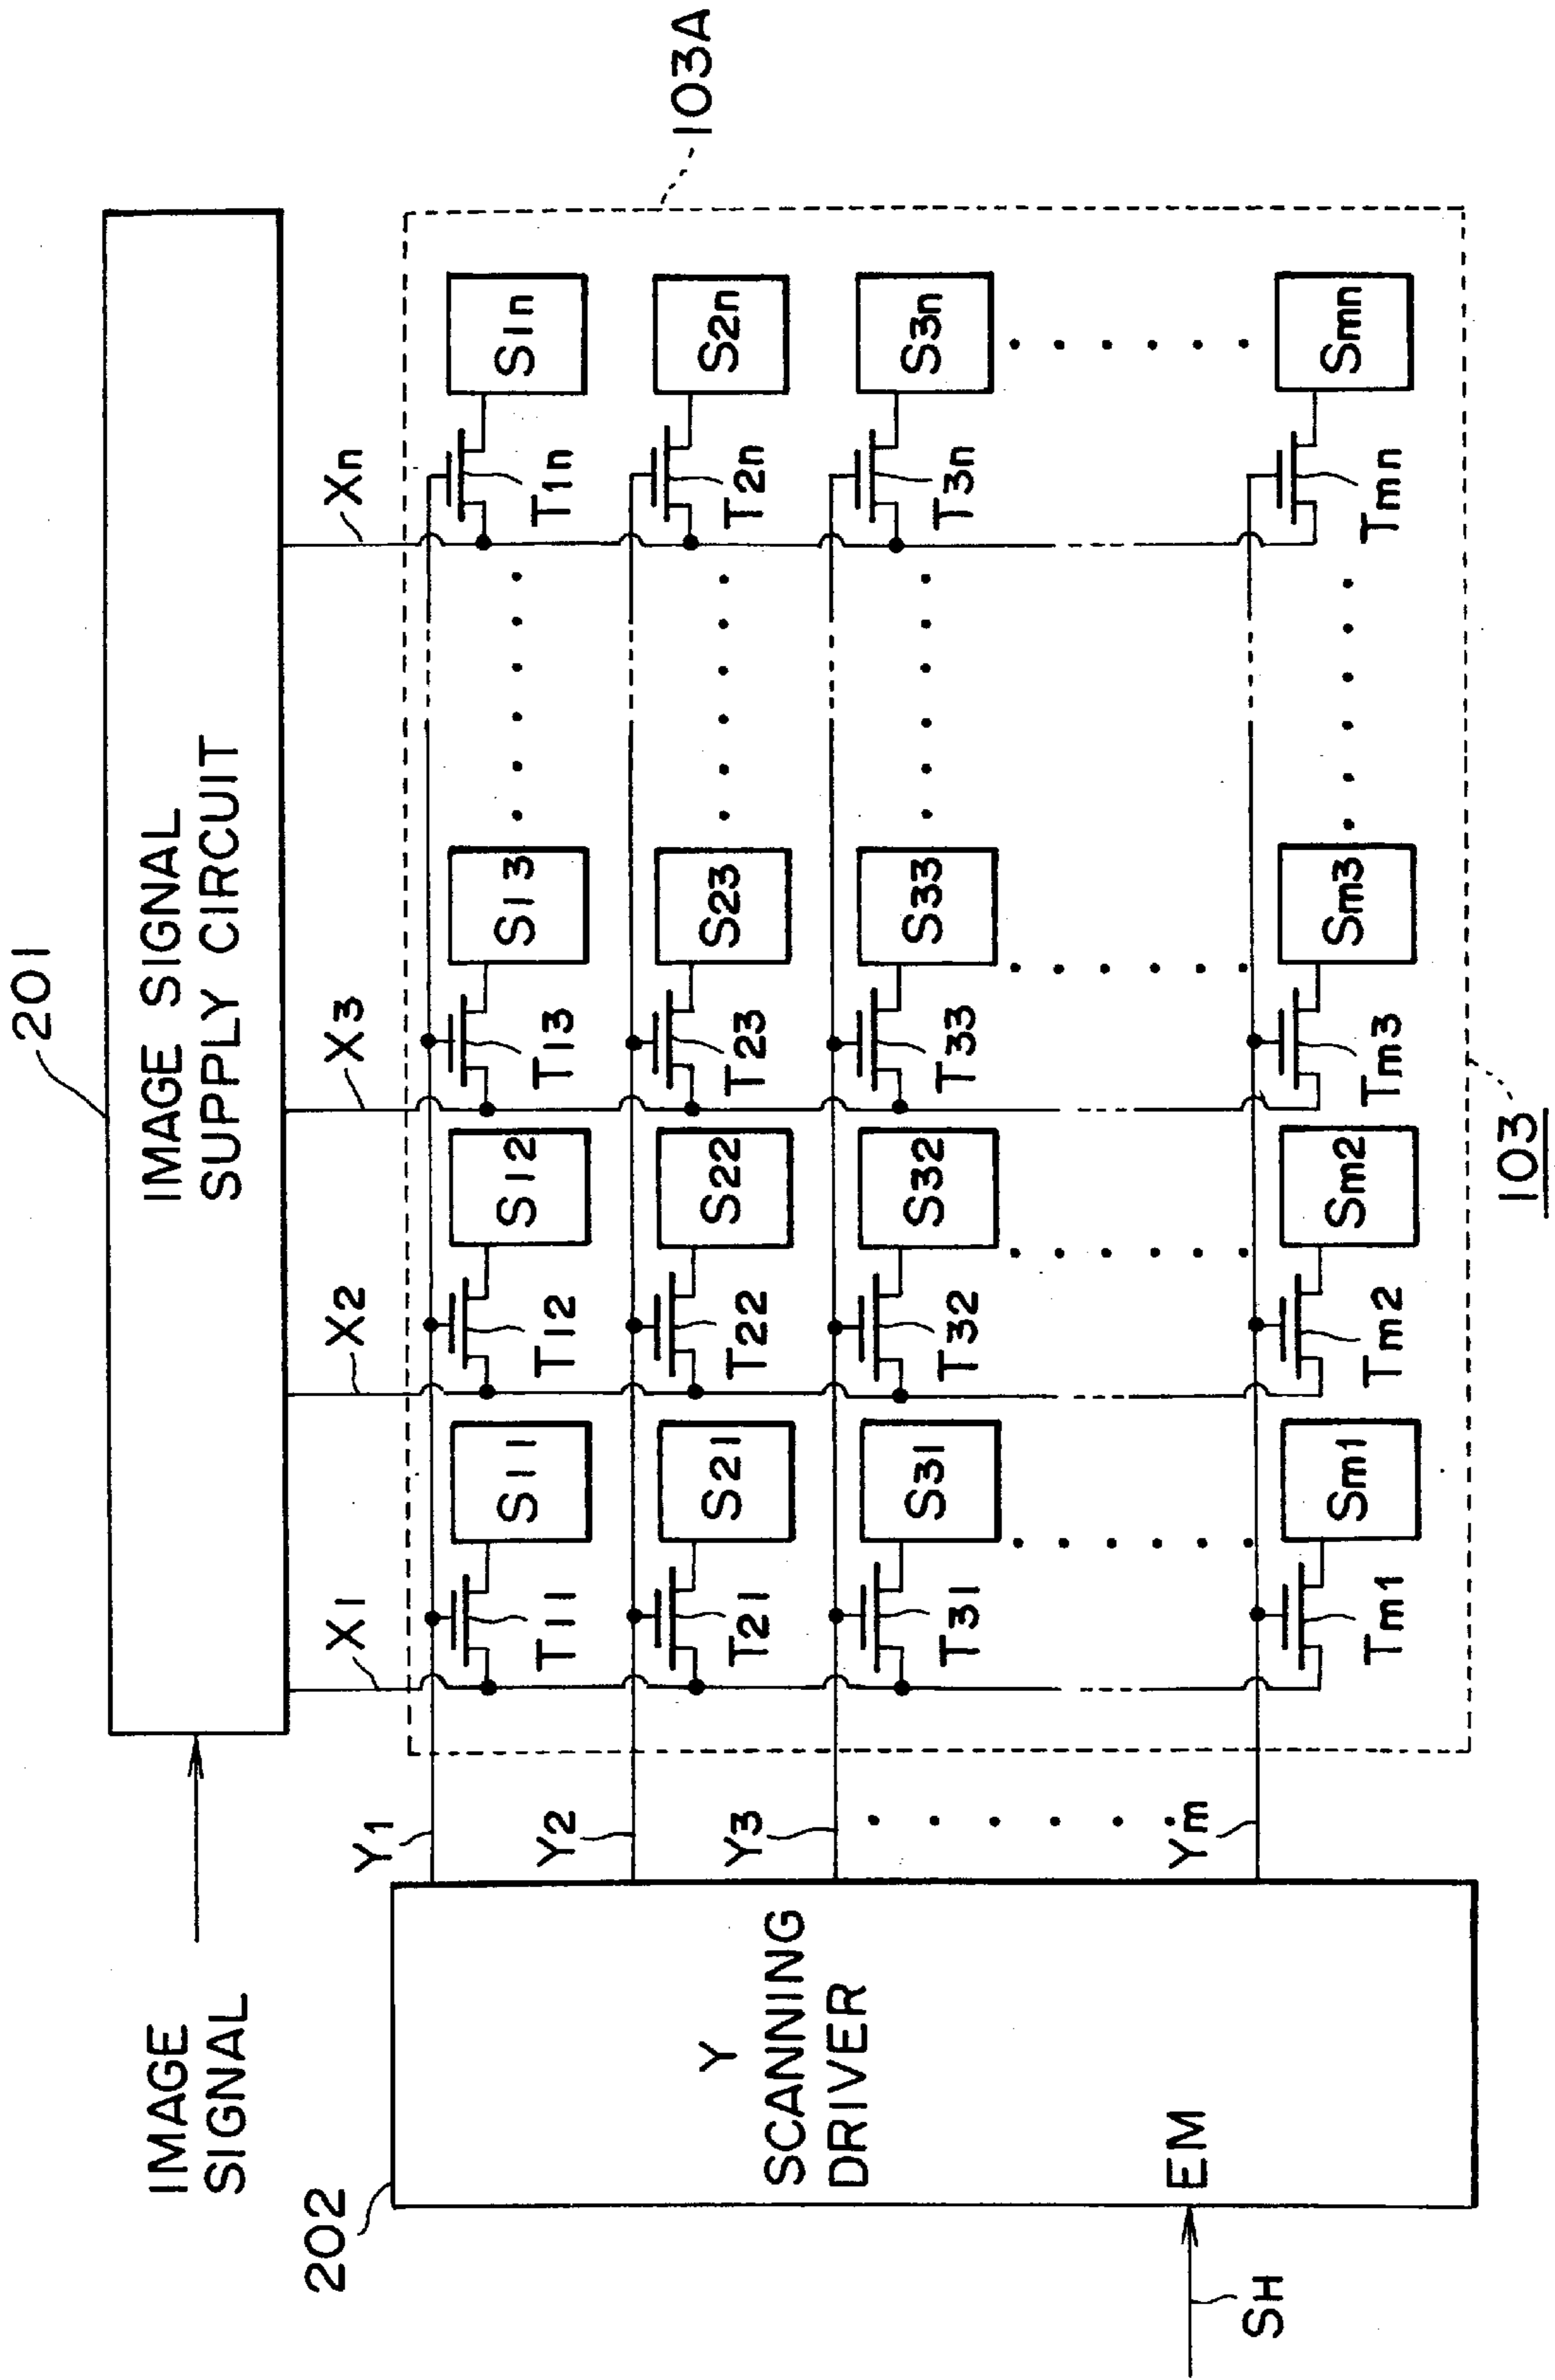 201
IMAGE SIGNAL
SUPPLY CIRCUIT
IMAGE
SIGNAL
X1
X2
X3
Xn
103A
202
Y1
S11
S12
S13
S1n
T11
T12
T13
T1n
Y2
S21
S22
S23
S2n
T21
T22
T23
T2n
Y
SCANNING
DRIVER
Y3
S31
S32
S33
S3n
T31
T32
T33
T3n
EM
Ym
Sm1
Sm2
Sm3
Smn
Tm1
Tm2
Tm3
Tmn
SH
103